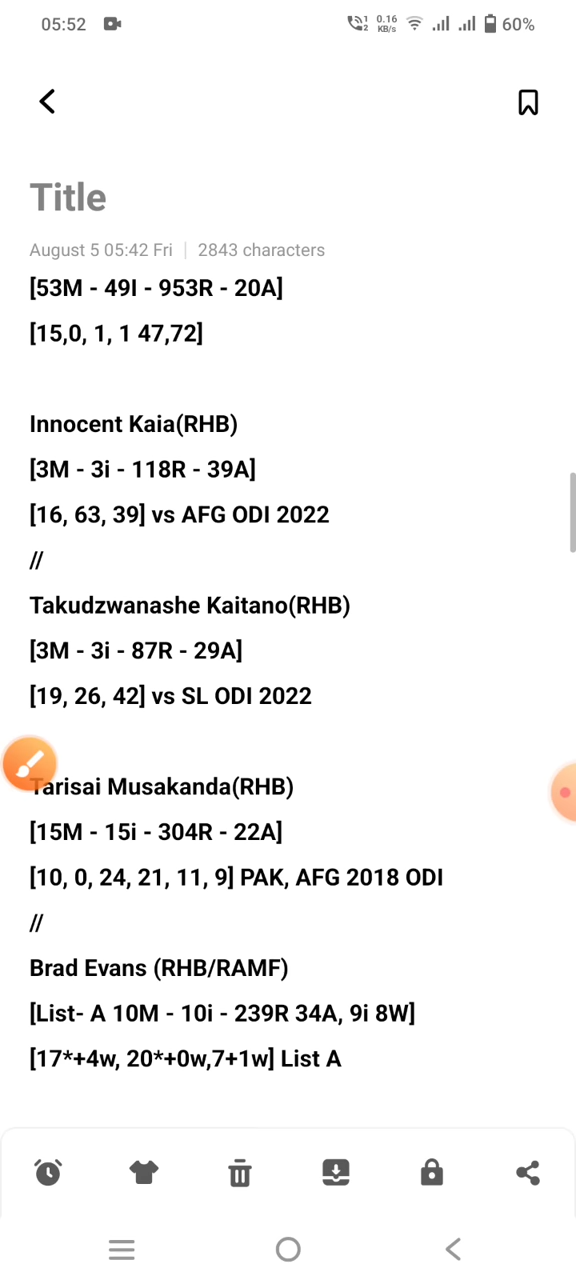 05:52
1 2 0.16 KB/s 60%
Title
August 5 05:42 Fri | 2843 characters
[53M - 49I - 953R - 20A]
[15,0, 1, 1 47,72]
Innocent Kaia(RHB)
[3M - 3i - 118R - 39A]
[16, 63, 39] vs AFG ODI 2022
//
Takudzwanashe Kaitano(RHB)
[3M - 3i - 87R - 29A]
[19, 26, 42] vs SL ODI 2022
Tarisai Musakanda(RHB)
[15M - 15i - 304R - 22A]
[10, 0, 24, 21, 11, 9] PAK, AFG 2018 ODI
//
Brad Evans (RHB/RAMF)
[List- A 10M - 10i - 239R 34A, 9i 8W]
[17*+4w, 20*+0w,7+1w] List A